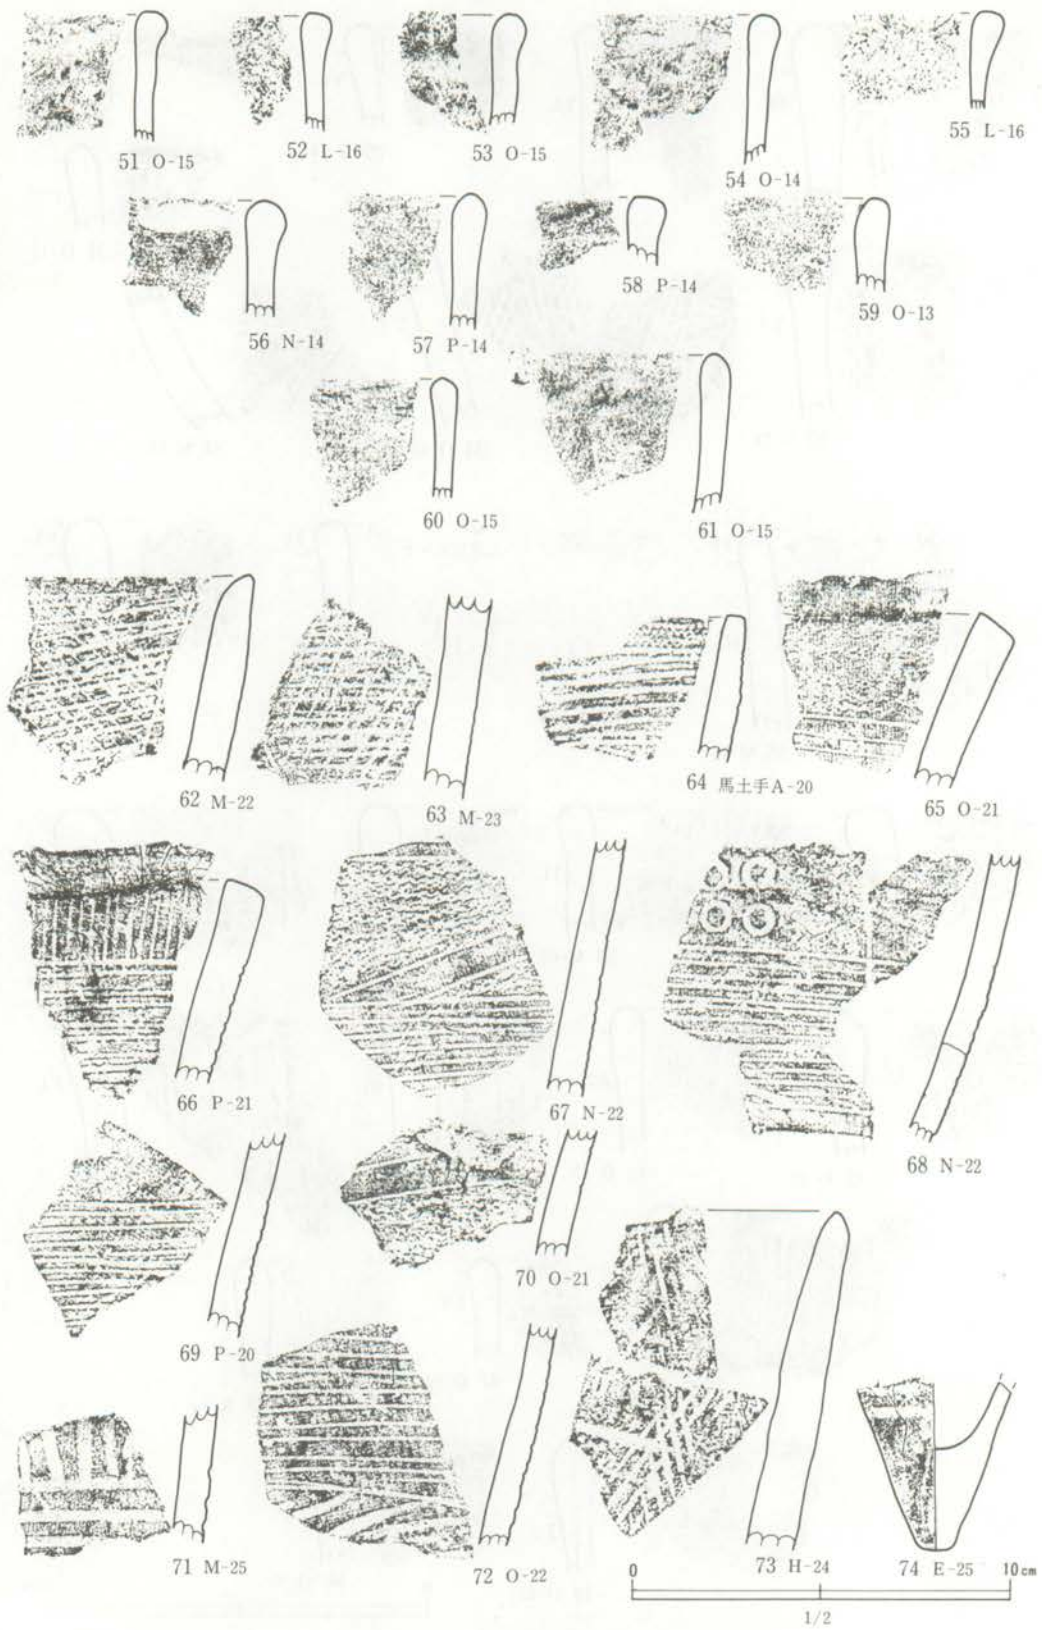 51 O-15
52 L-16
53 O-15
54 O-14
55 L-16
56 N-14
57 P-14
58 P-14
59 O-13
60 O-15
61 O-15
62 M-22
63 M-23
64 馬土手A-20
65 O-21
66 P-21
67 N-22
68 N-22
69 P-20
70 O-21
71 M-25
72 O-22
73 H-24
74 E-25
0 10cm
1/2